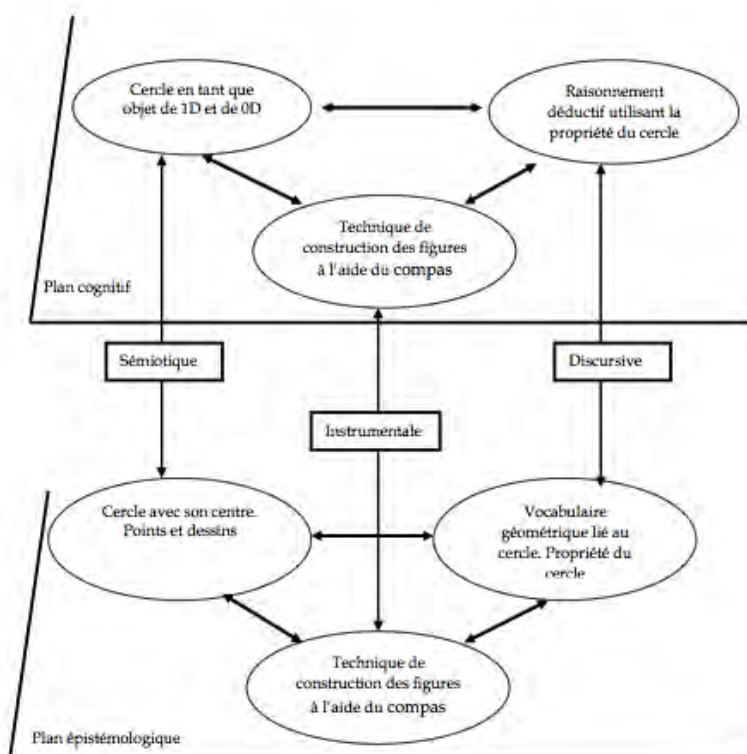 Cercle en tant que
objet de 1D et de 0D
Raisonnement
déductif utilisant la
propriété du cercle
Technique de
construction des figures
à l'aide du compas
Plan cognitif
Sémiotique
Discursive
Instrumentale
Cercle avec son centre.
Points et dessins
Vocabulaire
géométrique lié au
cercle. Propriété du
cercle
Technique de
construction des figures
à l'aide du compas
Plan épistémologique